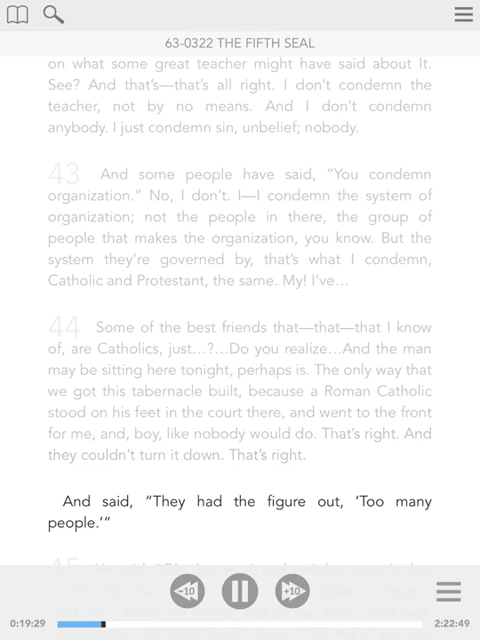 63-0322 THE FIFTH SEAL
on what some great teacher might have said about It.
See? And that's—that's all right. I don't condemn the
teacher, not by no means. And I don't condemn
anybody. I just condemn sin, unbelief; nobody.
43 And some people have said, “You condemn
organization.” No, I don't. I—I condemn the system of
organization; not the people in there, the group of
people that makes the organization, you know. But the
system they're governed by, that's what I condemn,
Catholic and Protestant, the same. My! I've…
44 Some of the best friends that—that—that I know
of, are Catholics, just…?…Do you realize…And the man
may be sitting here tonight, perhaps is. The only way that
we got this tabernacle built, because a Roman Catholic
stood on his feet in the court there, and went to the front
for me, and, boy, like nobody would do. That's right. And
they couldn't turn it down. That's right.
And said, “They had the figure out, ‘Too many
people.’”
45
-10
+10
0:19:29
2:22:49